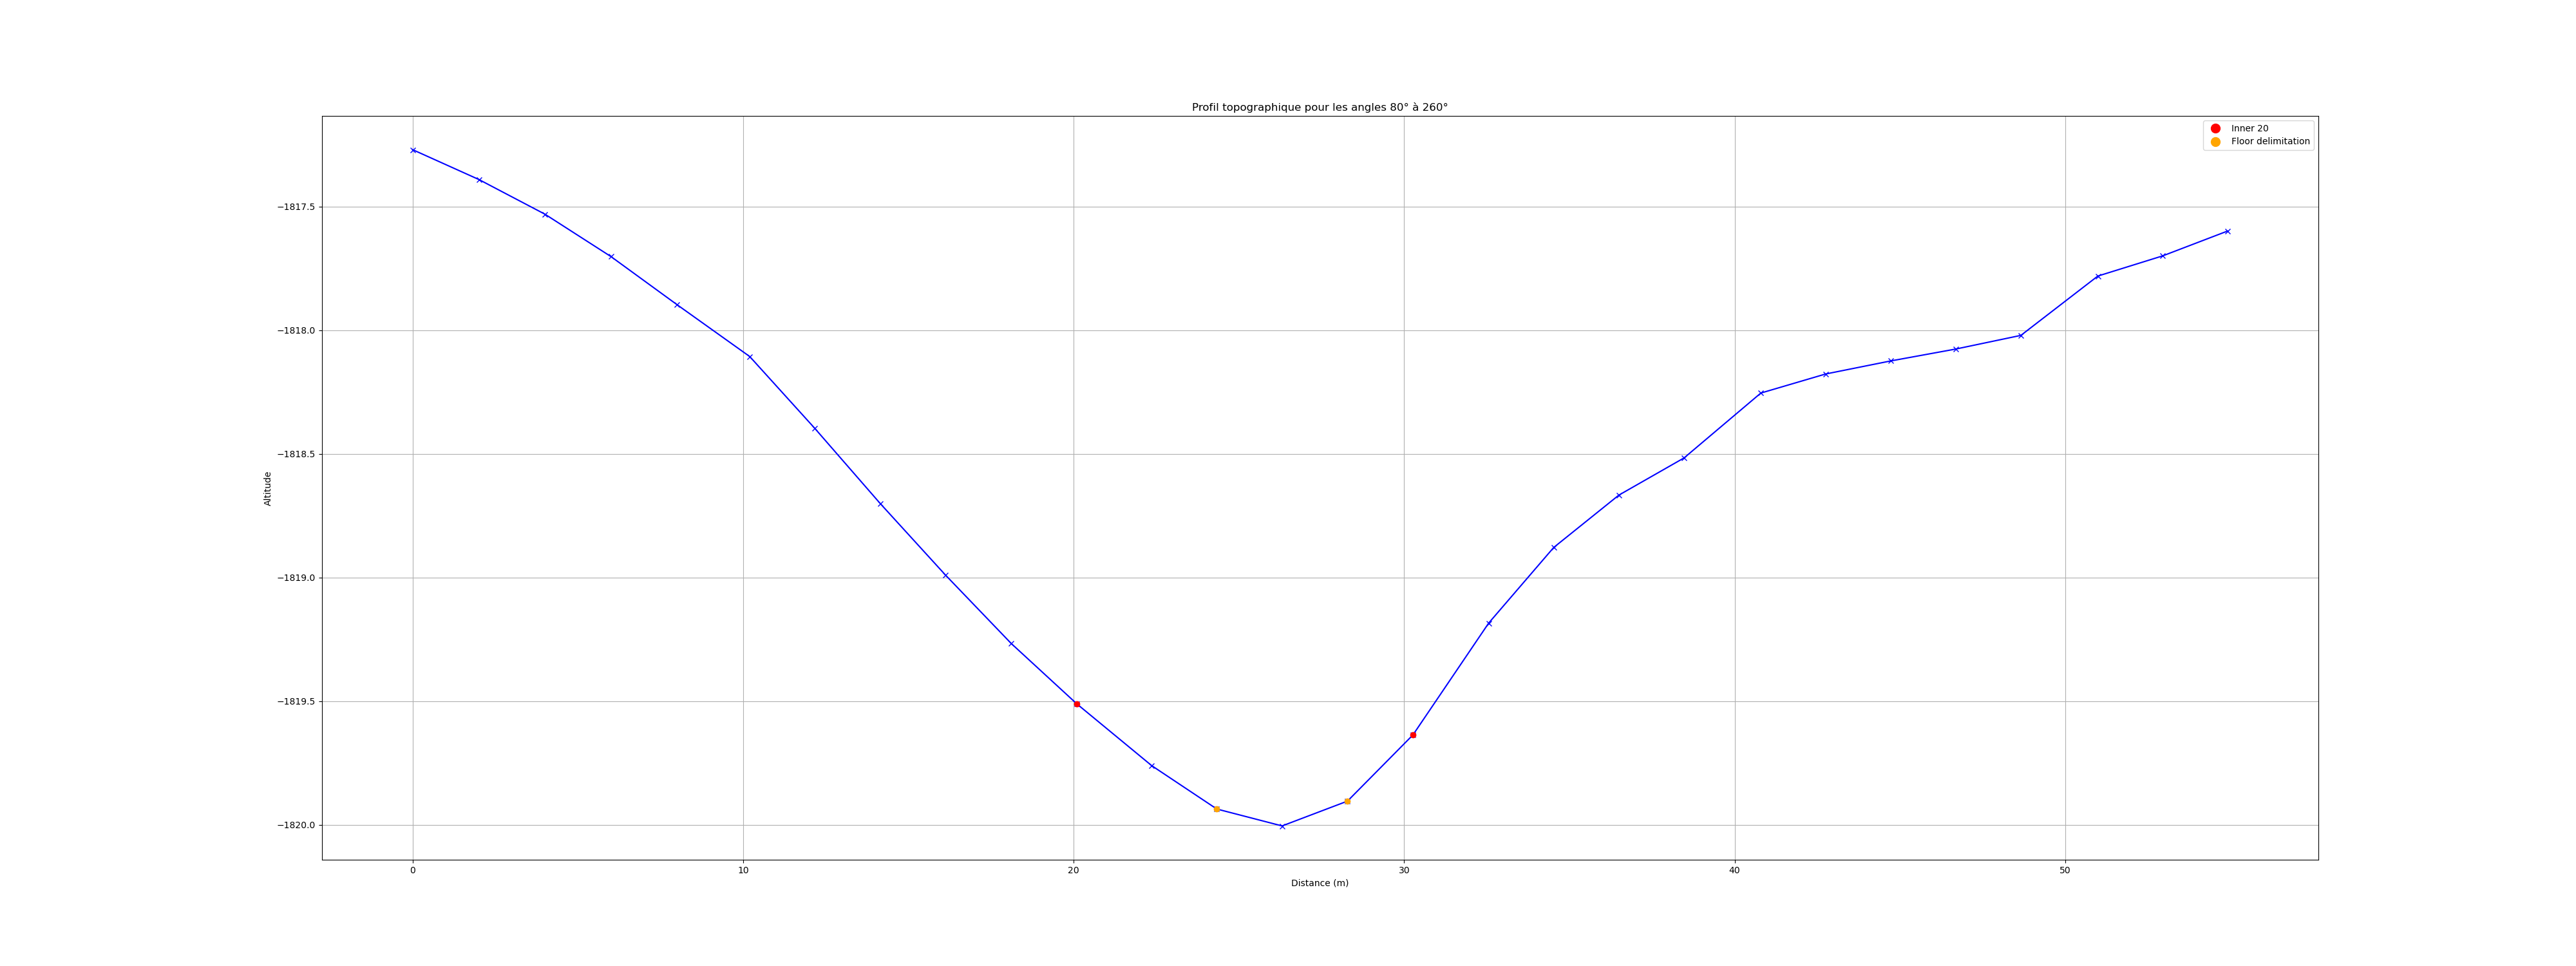 Profil topographique pour les angles 80° à 260°
Inner 20
Floor delimitation
−1817.5
−1818.0
−1818.5
−1819.0
−1819.5
−1820.0
Altitude
0 10 20 30 40 50
Distance (m)